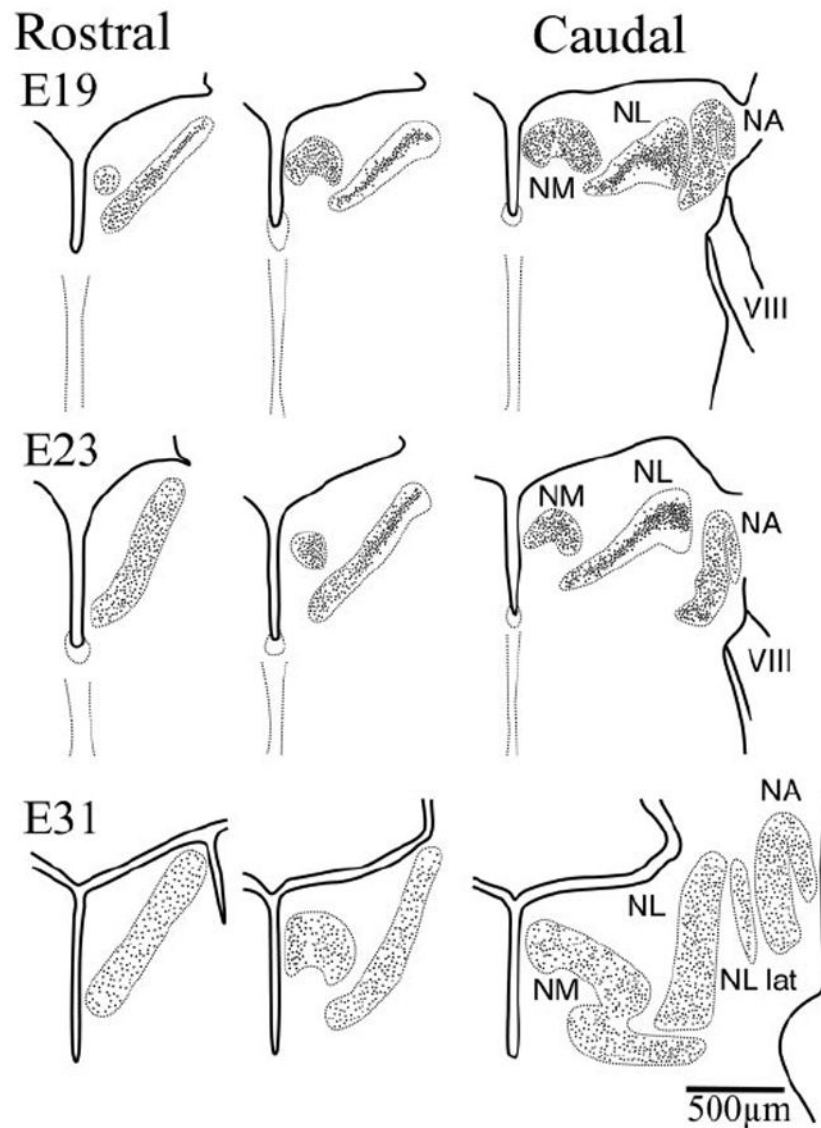 Rostral Caudal
E19
NL
NA
NM
VIII
E23
NL
NM
NA
VIII
E31
NA
NL
NM
NL lat
500µm